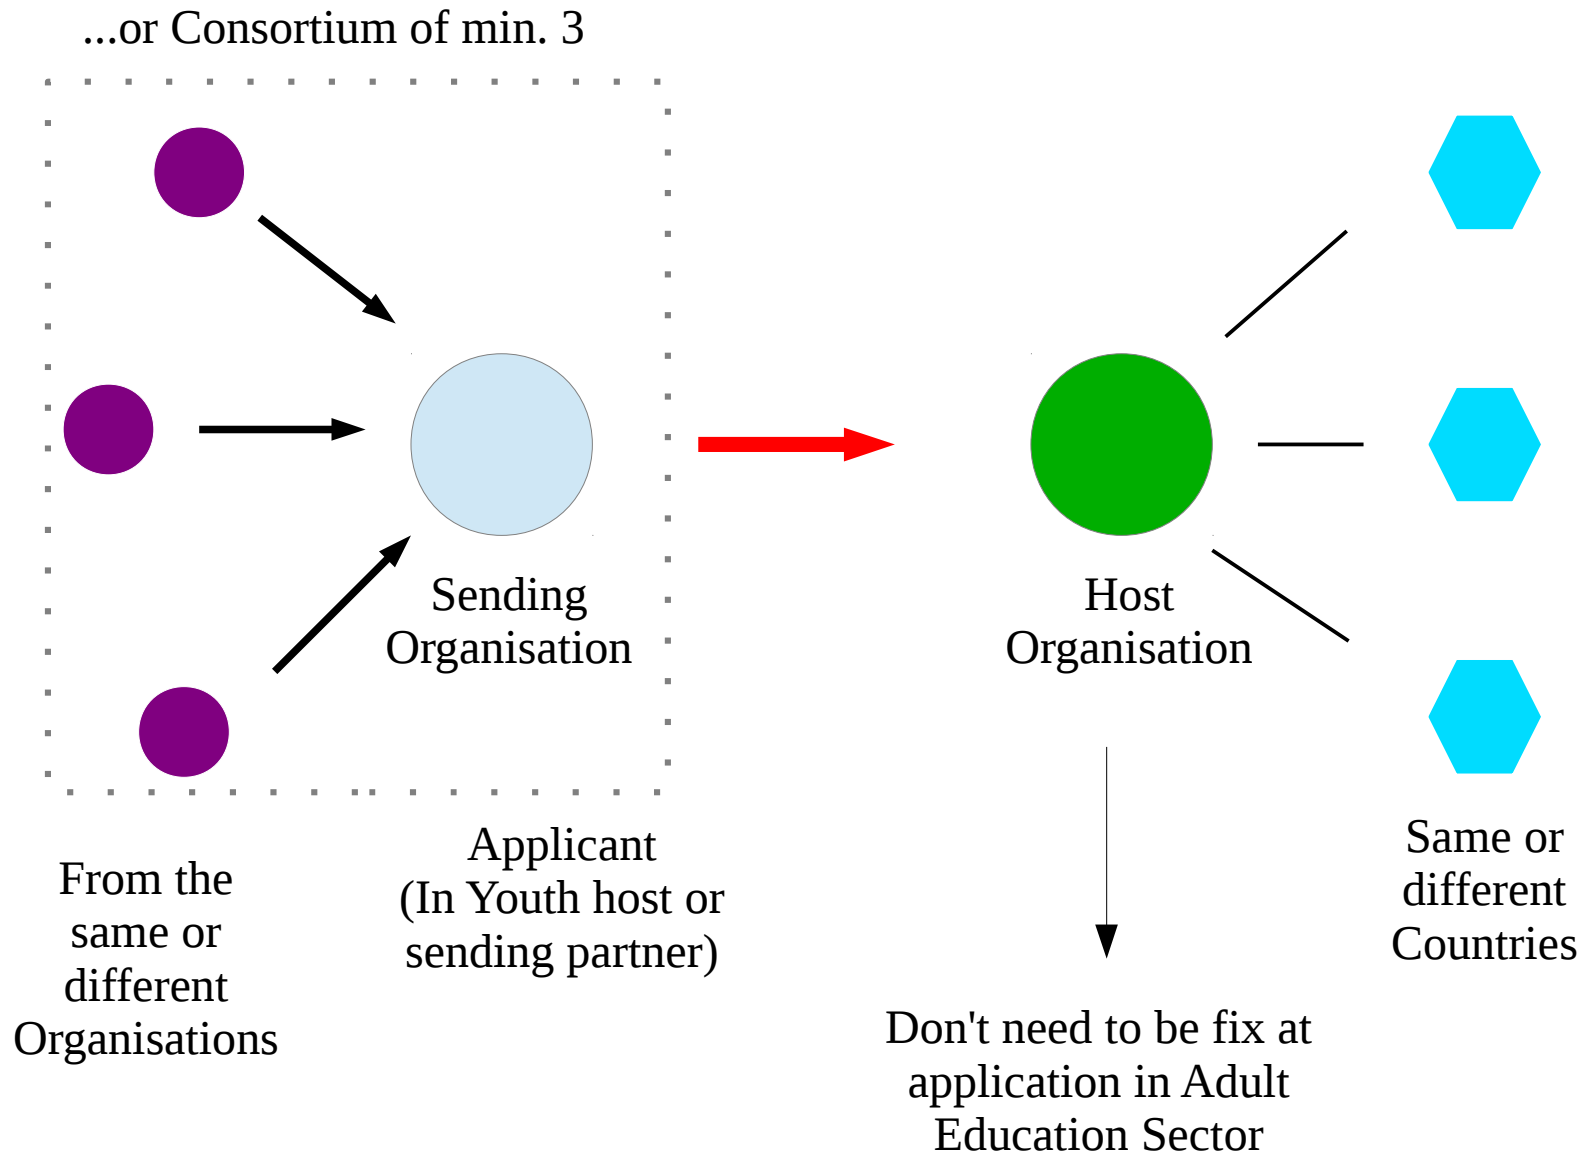 ...or Consortium of min. 3
Sending
Organisation
Host
Organisation
From the
same or
different
Organisations
Applicant
(In Youth host or
sending partner)
Same or
different
Countries
Don't need to be fix at
application in Adult
Education Sector